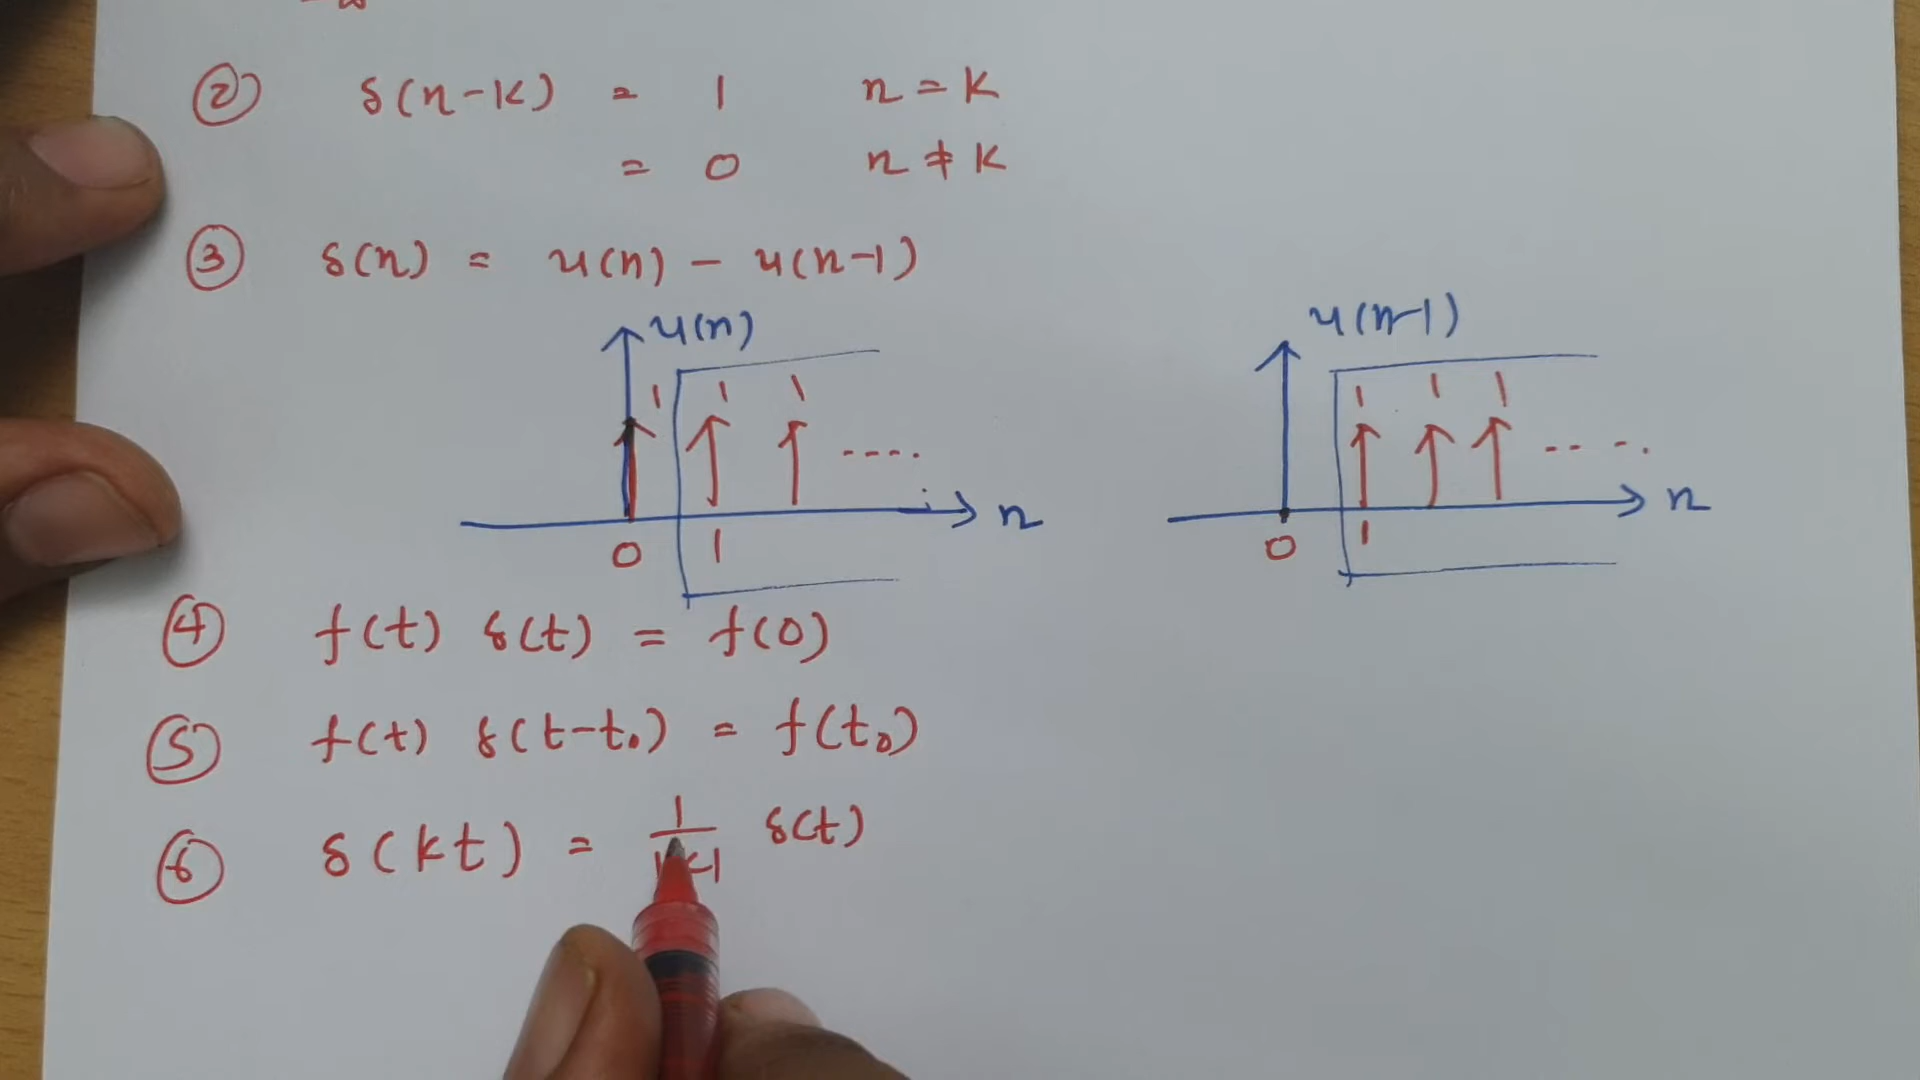 ② δ(n-k) = 1 n = k
= 0 n ≠ k
③ δ(n) = u(n) - u(n-1)
u(n) u(n-1)
1 1 1 .... 1 1 1 .... 
n n
0 1 0 1
④ f(t) δ(t) = f(0)
⑤ f(t) δ(t-t₀) = f(t₀)
⑥ δ(kt) = 1/|k| δ(t)